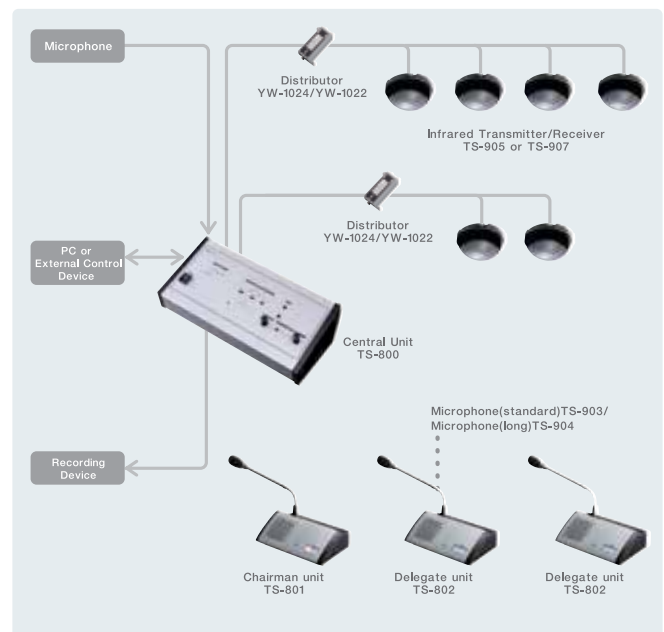 Microphone
Distributor
YW-1024/YW-1022
Infrared Transmitter/Receiver
TS-905 or TS-907
Distributor
YW-1024/YW-1022
PC or
External Control
Device
Central Unit
TS-800
Microphone(standard)TS-903/
Microphone(long)TS-904
Recording
Device
Chairman unit
TS-801
Delegate unit
TS-802
Delegate unit
TS-802